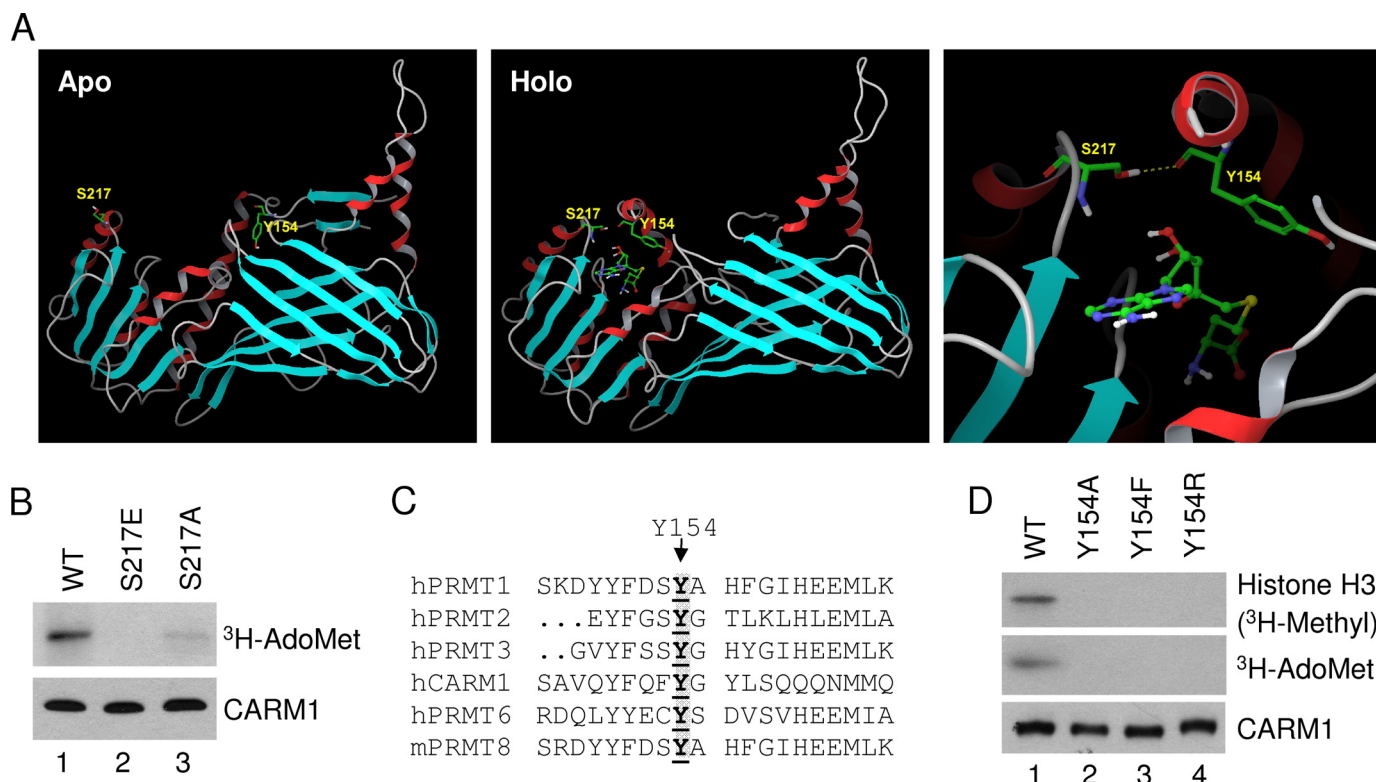 A
Apo
S217
Y154
Holo
S217
Y154
S217
Y154
B
WT
S217E
S217A
³H-AdoMet
CARM1
1 2 3
C
Y154
hPRMT1 SKDYYFDSYA HFGIHEEMLK
hPRMT2 ...EYFGSYG TLKLHLEMLA
hPRMT3 ..GVYFSSYG HYGIHEEMLK
hCARM1 SAVQYFQFYG YLSQQQNMMQ
hPRMT6 RDQLYYECYS DVSVHEEMIA
mPRMT8 SRDYYFDSYA HFGIHEEMLK
D
WT
Y154A
Y154F
Y154R
Histone H3
(³H-Methyl)
³H-AdoMet
CARM1
1 2 3 4